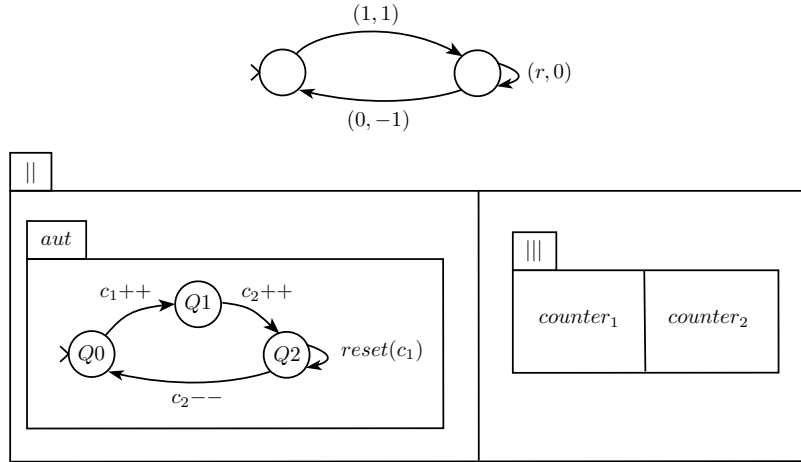 (1, 1)
(r, 0)
(0, −1)
||
aut
|||
c₁++
Q1
c₂++
Q0
Q2
reset(c₁)
c₂−−
counter₁
counter₂